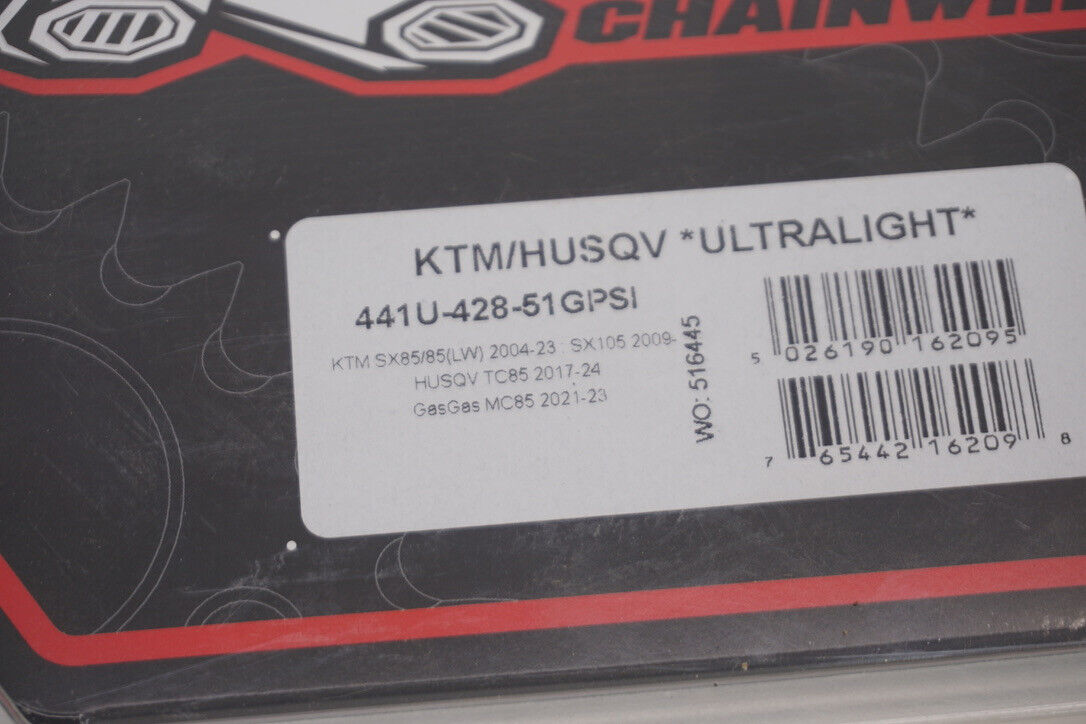 KTM/HUSQV *ULTRALIGHT*
441U-428-51GPSI
KTM SX85/85(LW) 2004-23 : SX105 2009-
HUSQV TC85 2017-24
GasGas MC85 2021-23
WO: 516445
5 026190 162095
7 65442 16209 8